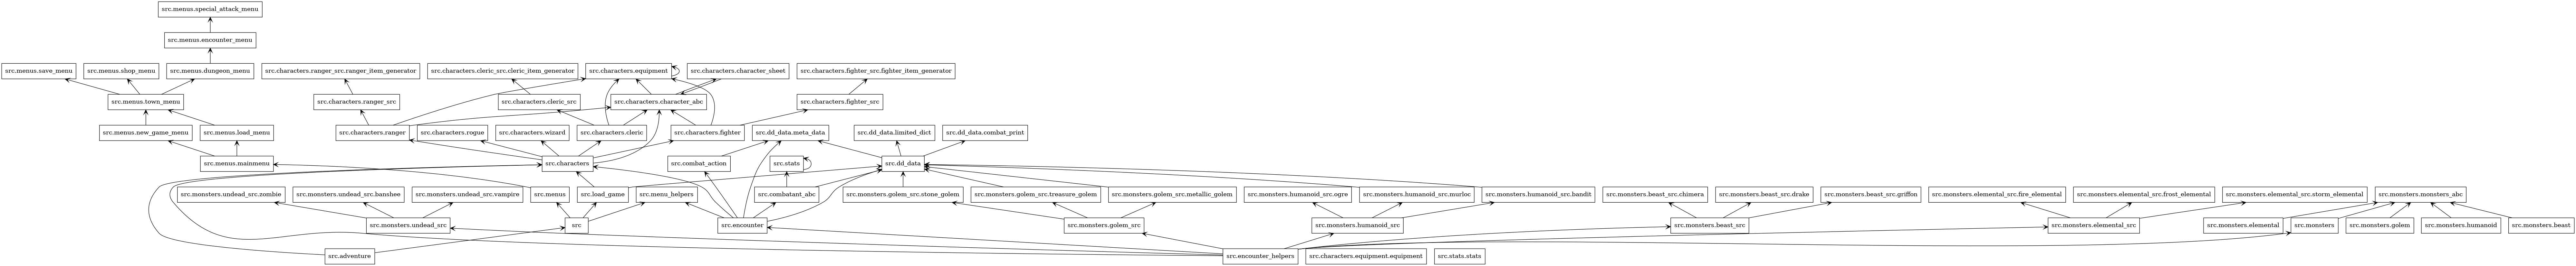 src.menus.special_attack_menu
src.menus.encounter_menu
src.menus.save_menu
src.menus.shop_menu
src.menus.dungeon_menu
src.characters.ranger_src.ranger_item_generator
src.characters.cleric_src.cleric_item_generator
src.characters.equipment
src.characters.character_sheet
src.characters.fighter_src.fighter_item_generator
src.menus.town_menu
src.characters.ranger_src
src.characters.cleric_src
src.characters.character_abc
src.characters.fighter_src
src.menus.new_game_menu
src.menus.load_menu
src.characters.ranger
src.characters.rogue
src.characters.wizard
src.characters.cleric
src.characters.fighter
src.dd_data.meta_data
src.dd_data.limited_dict
src.dd_data.combat_print
src.menus.mainmenu
src.characters
src.combat_action
src.stats
src.dd_data
src.monsters.undead_src.zombie
src.monsters.undead_src.banshee
src.monsters.undead_src.vampire
src.menus
src.load_game
src.menu_helpers
src.combatant_abc
src.monsters.golem_src.stone_golem
src.monsters.golem_src.treasure_golem
src.monsters.golem_src.metallic_golem
src.monsters.humanoid_src.ogre
src.monsters.humanoid_src.murloc
src.monsters.humanoid_src.bandit
src.monsters.beast_src.chimera
src.monsters.beast_src.drake
src.monsters.beast_src.griffon
src.monsters.elemental_src.fire_elemental
src.monsters.elemental_src.frost_elemental
src.monsters.elemental_src.storm_elemental
src.monsters.monsters_abc
src.monsters.undead_src
src
src.encounter
src.monsters.golem_src
src.monsters.humanoid_src
src.monsters.beast_src
src.monsters.elemental_src
src.monsters.elemental
src.monsters
src.monsters.golem
src.monsters.humanoid
src.monsters.beast
src.adventure
src.encounter_helpers
src.characters.equipment.equipment
src.stats.stats